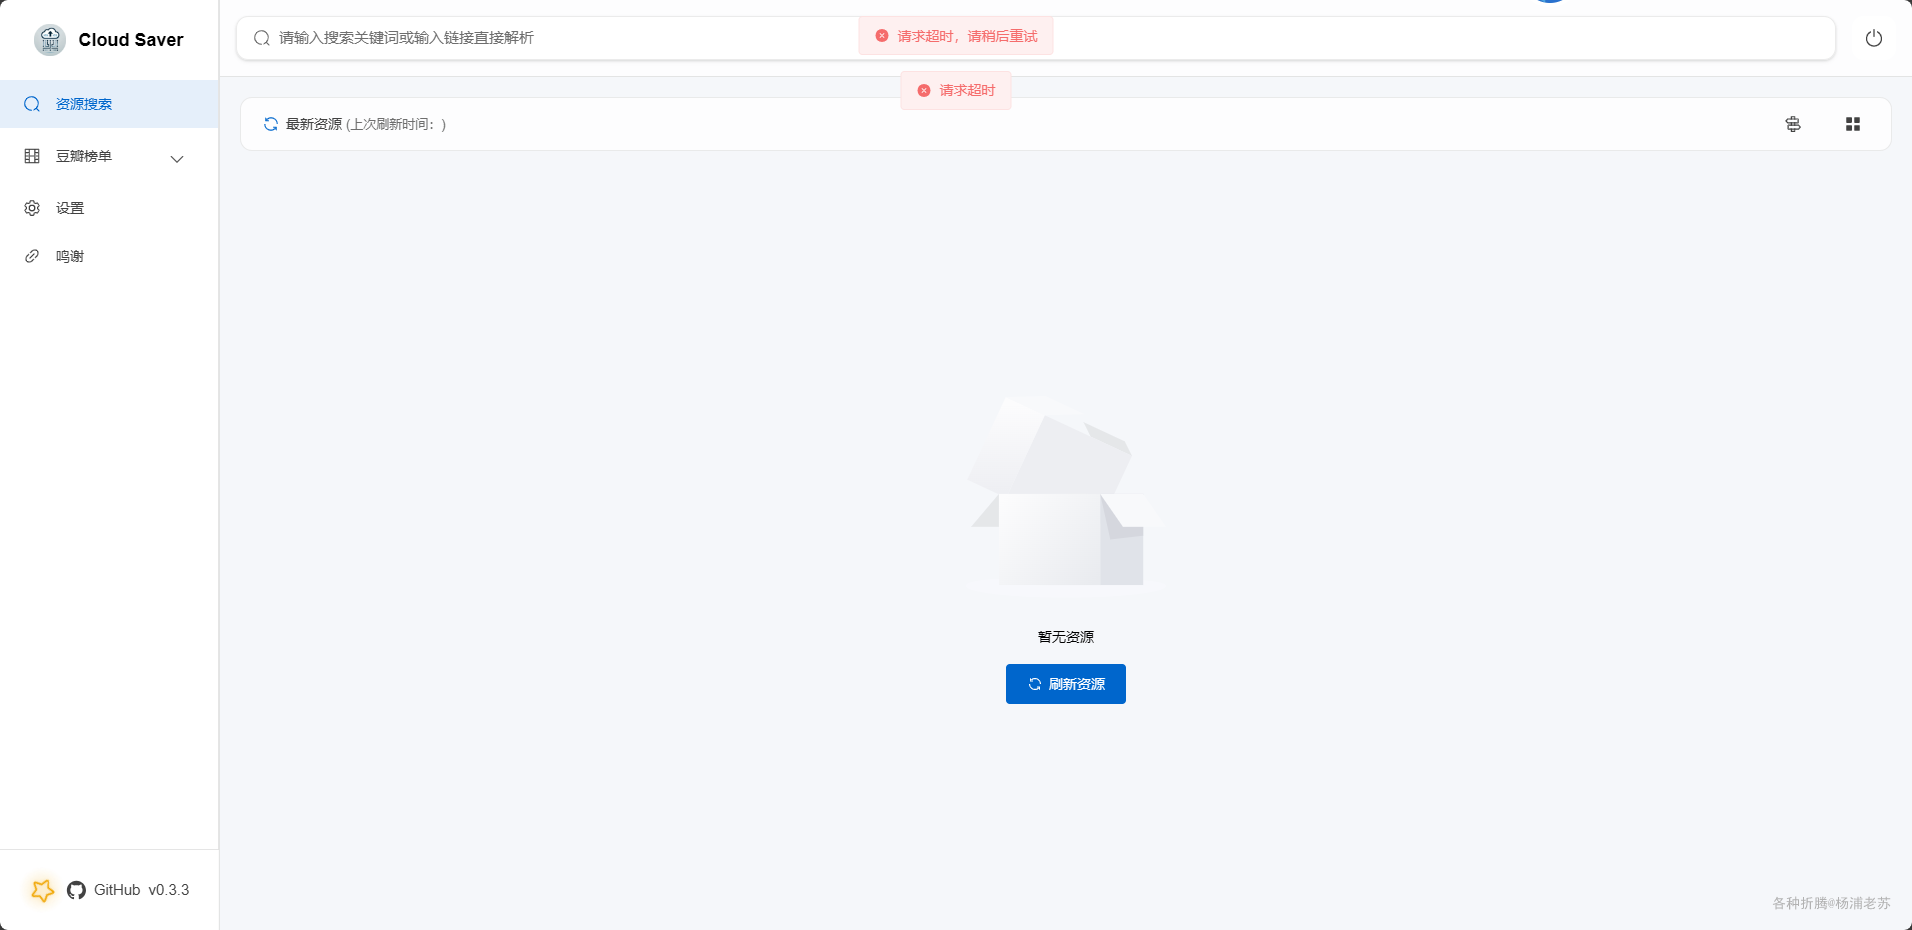 Cloud Saver
请输入搜索关键词或输入链接直接解析
请求超时，请稍后重试
请求超时
资源搜索
豆瓣榜单
设置
鸣谢
最新资源 (上次刷新时间：)
暂无资源
刷新资源
GitHub v0.3.3
各种折腾@杨浦老苏